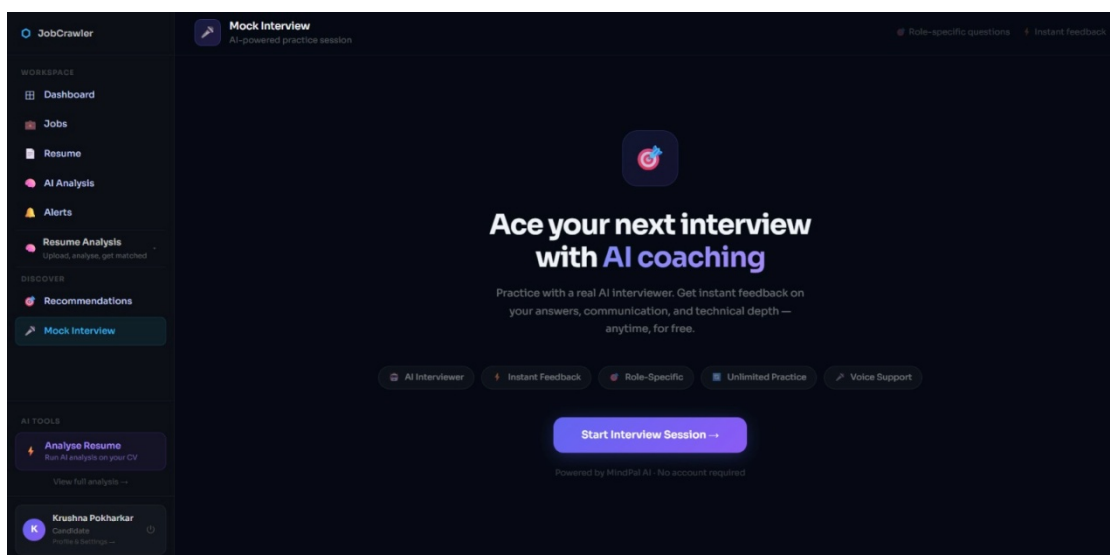 JobCrawler
WORKSPACE
Dashboard
Jobs
Resume
AI Analysis
Alerts
Resume Analysis
Upload, analyse, get matched
DISCOVER
Recommendations
Mock Interview
AI TOOLS
Analyse Resume
Run AI analysis on your CV
View full analysis →
K
Krushna Pokharkar
Candidate
Profile & Settings →
Mock Interview
AI-powered practice session
Role-specific questions
Instant feedback
Ace your next interview
with AI coaching
Practice with a real AI interviewer. Get instant feedback on
your answers, communication, and technical depth —
anytime, for free.
AI Interviewer
Instant Feedback
Role-Specific
Unlimited Practice
Voice Support
Start Interview Session →
Powered by MindPal AI · No account required